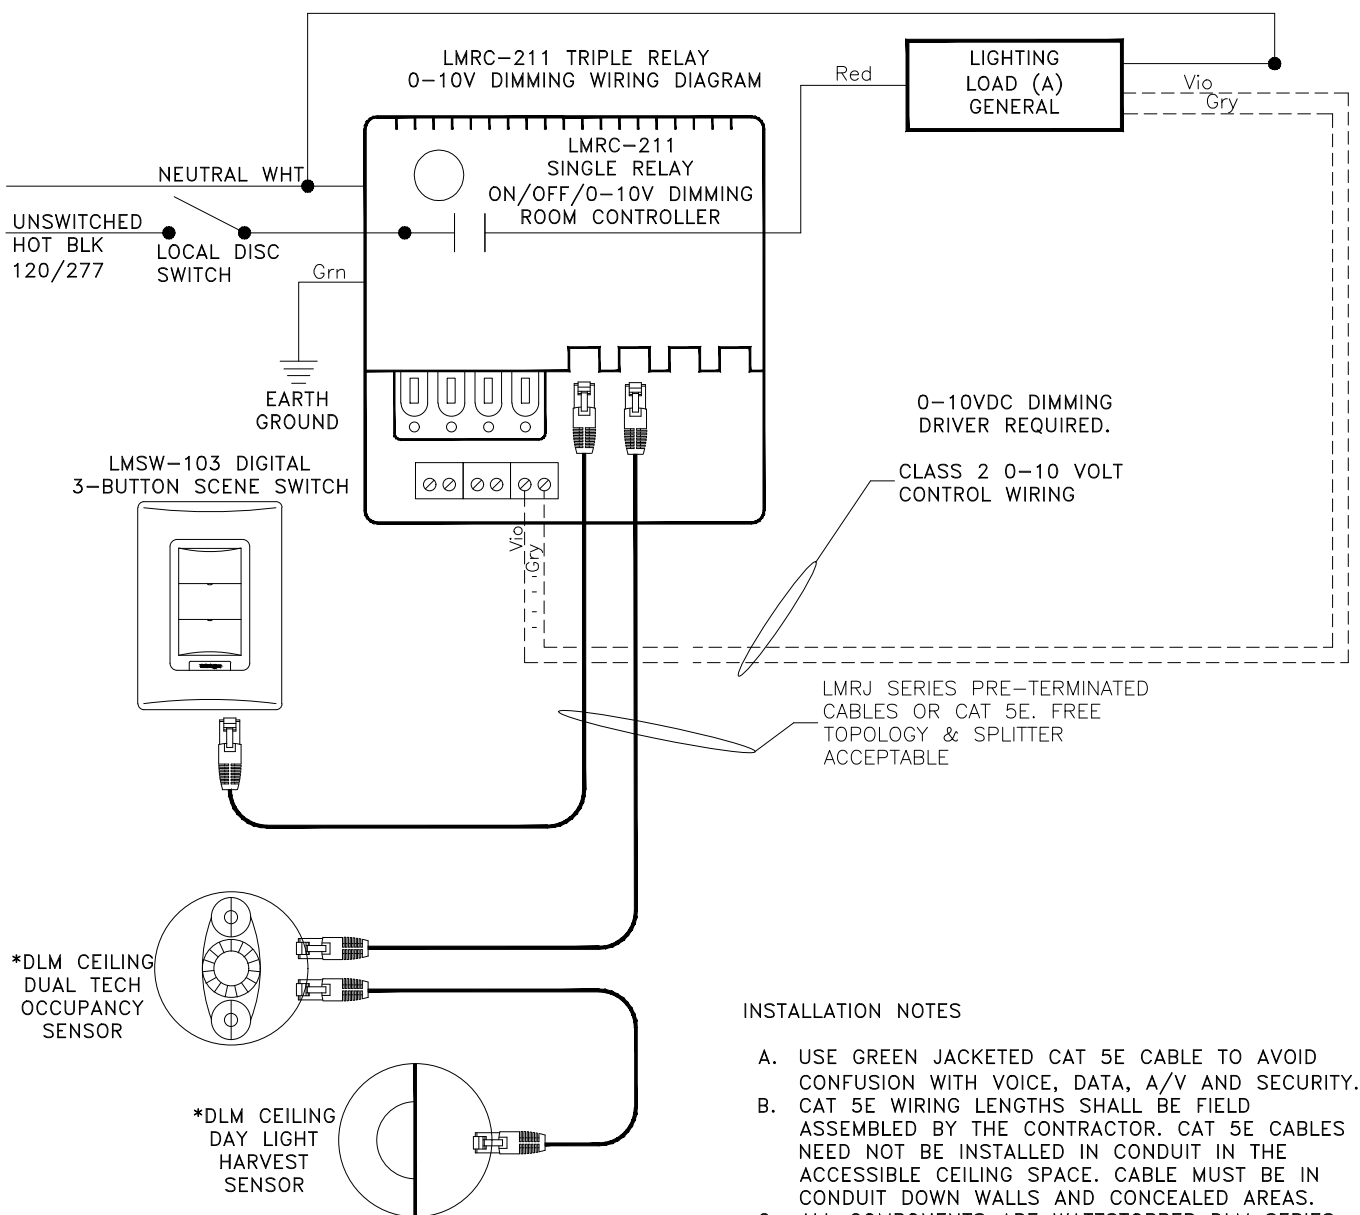 LMRC-211 TRIPLE RELAY
0-10V DIMMING WIRING DIAGRAM
Red
LIGHTING
LOAD (A)
GENERAL
Vio
Gry
LMRC-211
SINGLE RELAY
ON/OFF/0-10V DIMMING
ROOM CONTROLLER
NEUTRAL WHT
UNSWITCHED
HOT BLK
120/277
LOCAL DISC
SWITCH
Grn
EARTH
GROUND
0-10VDC DIMMING
DRIVER REQUIRED.
CLASS 2 0-10 VOLT
CONTROL WIRING
LMSW-103 DIGITAL
3-BUTTON SCENE SWITCH
Vio
Gry
LMRJ SERIES PRE-TERMINATED
CABLES OR CAT 5E. FREE
TOPOLOGY & SPLITTER
ACCEPTABLE
*DLM CEILING
DUAL TECH
OCCUPANCY
SENSOR
*DLM CEILING
DAY LIGHT
HARVEST
SENSOR
INSTALLATION NOTES
A. USE GREEN JACKETED CAT 5E CABLE TO AVOID
CONFUSION WITH VOICE, DATA, A/V AND SECURITY.
B. CAT 5E WIRING LENGTHS SHALL BE FIELD
ASSEMBLED BY THE CONTRACTOR. CAT 5E CABLES
NEED NOT BE INSTALLED IN CONDUIT IN THE
ACCESSIBLE CEILING SPACE. CABLE MUST BE IN
CONDUIT DOWN WALLS AND CONCEALED AREAS.